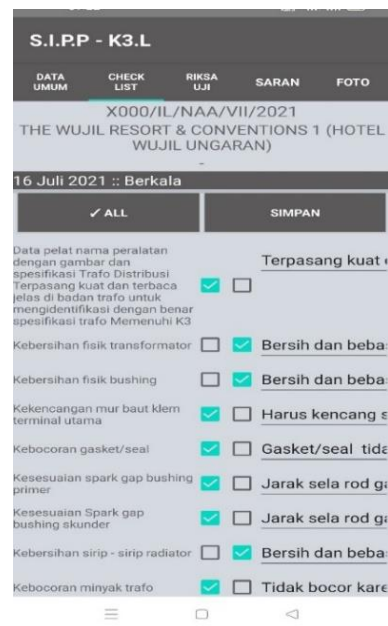 S.I.P.P - K3.L
DATA UMUM
CHECK LIST
RIKSA UJI
SARAN
FOTO
X000/IL/NAA/VII/2021
THE WUJIL RESORT & CONVENTIONS 1 (HOTEL
WUJIL UNGARAN)
-
16 Juli 2021 :: Berkala
✓ ALL
SIMPAN
Data pelat nama peralatan
dengan gambar dan
spesifikasi Trafo Distribusi
Terpasang kuat dan terbaca
jelas di badan trafo untuk
mengidentifikasi dengan benar
spesifikasi trafo Memenuhi K3
Terpasang kuat
Kebersihan fisik transformator
Bersih dan beba
Kebersihan fisik bushing
Bersih dan beba
Kekencangan mur baut klem
terminal utama
Harus kencang s
Kebocoran gasket/seal
Gasket/seal tida
Kesesuaian spark gap bushing
primer
Jarak sela rod ga
Kesesuaian Spark gap
bushing skunder
Jarak sela rod ga
Kebersihan sirip - sirip radiator
Bersih dan beba
Kebocoran minyak trafo
Tidak bocor kare